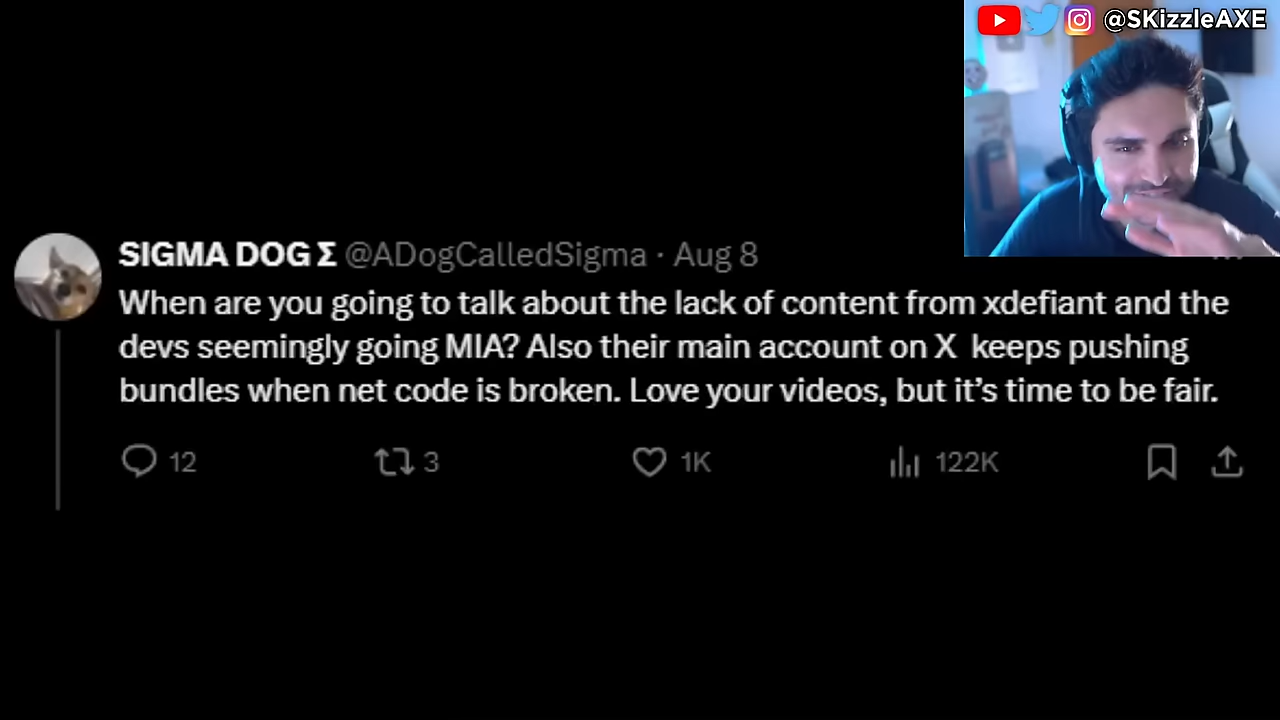 @SKizzleAXE
SIGMA DOG Σ @ADogCalledSigma · Aug 8
When are you going to talk about the lack of content from xdefiant and the
devs seemingly going MIA? Also their main account on X keeps pushing
bundles when net code is broken. Love your videos, but it’s time to be fair.
12 3 1K 122K